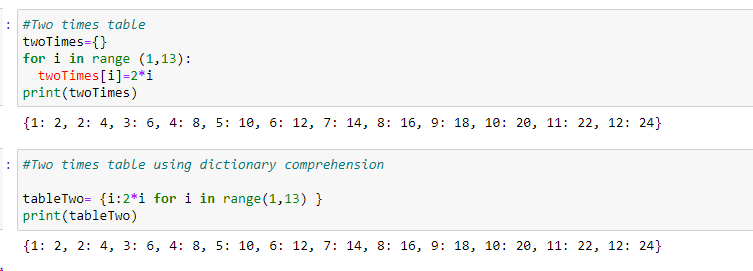 : #Two times table
twoTimes={}
for i in range (1,13):
  twoTimes[i]=2*i
print(twoTimes)
{1: 2, 2: 4, 3: 6, 4: 8, 5: 10, 6: 12, 7: 14, 8: 16, 9: 18, 10: 20, 11: 22, 12: 24}
: #Two times table using dictionary comprehension
tableTwo= {i:2*i for i in range(1,13) }
print(tableTwo)
{1: 2, 2: 4, 3: 6, 4: 8, 5: 10, 6: 12, 7: 14, 8: 16, 9: 18, 10: 20, 11: 22, 12: 24}